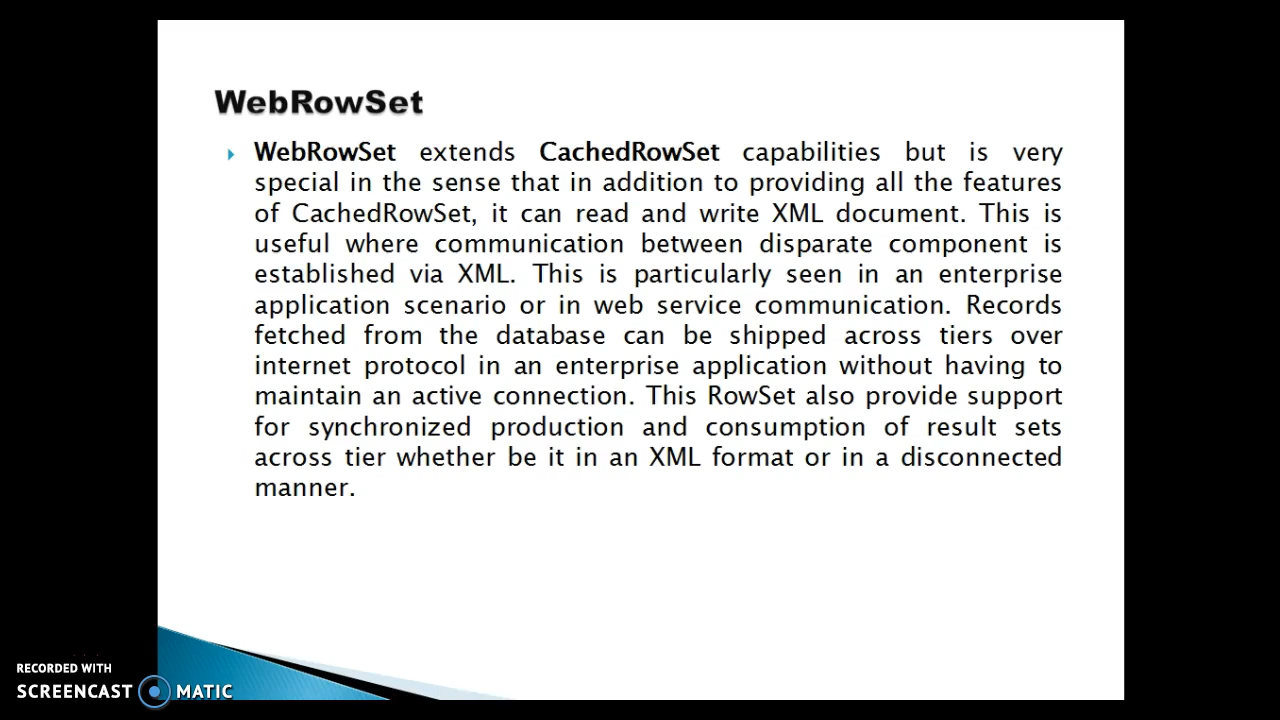 WebRowSet
WebRowSet extends CachedRowSet capabilities but is very
special in the sense that in addition to providing all the features
of CachedRowSet, it can read and write XML document. This is
useful where communication between disparate component is
established via XML. This is particularly seen in an enterprise
application scenario or in web service communication. Records
fetched from the database can be shipped across tiers over
internet protocol in an enterprise application without having to
maintain an active connection. This RowSet also provide support
for synchronized production and consumption of result sets
across tier whether be it in an XML format or in a disconnected
manner.
RECORDED WITH
SCREENCAST MATIC